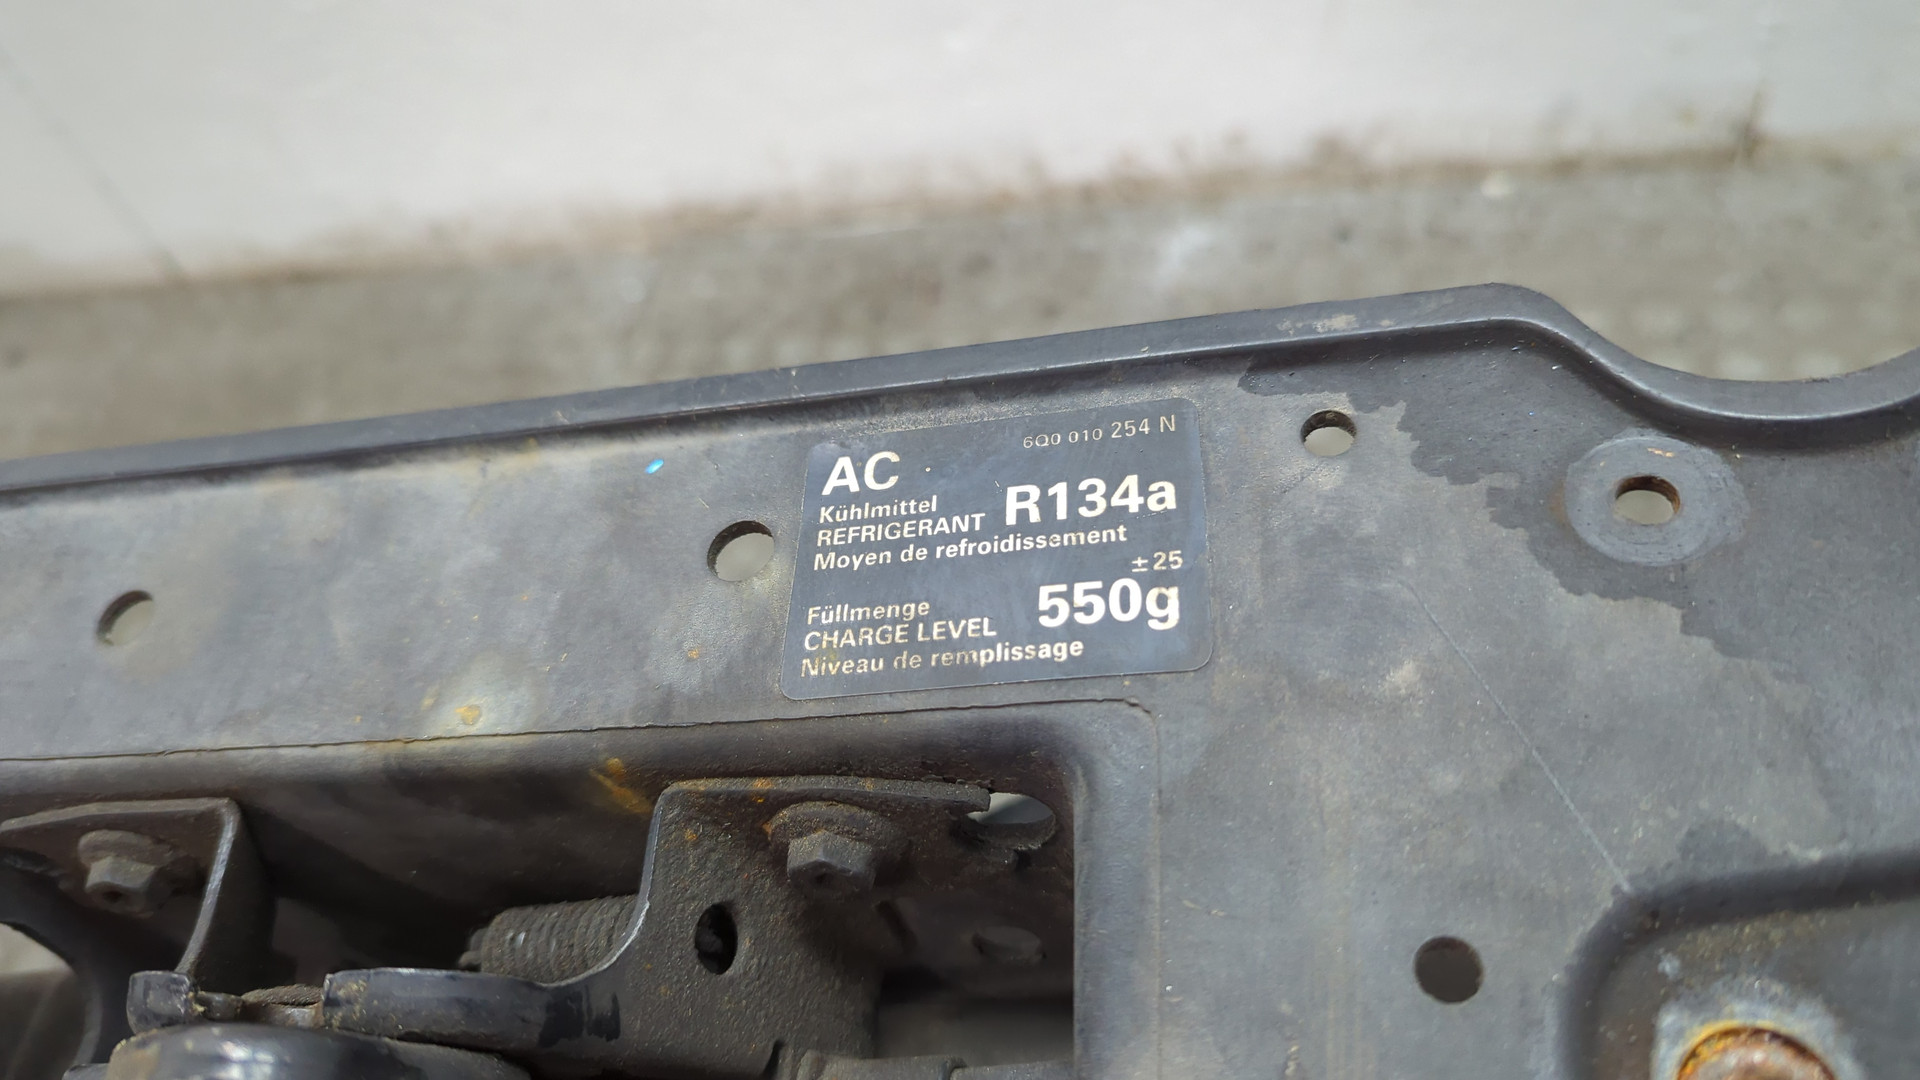 6Q0 010 254 N
AC
Kühlmittel
REFRIGERANT R134a
Moyen de refroidissement
±25
Füllmenge
CHARGE LEVEL 550g
Niveau de remplissage